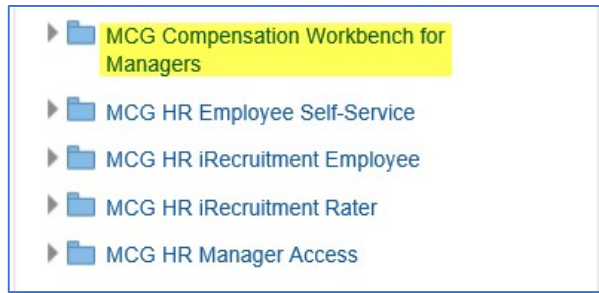 MCG Compensation Workbench for
Managers
MCG HR Employee Self-Service
MCG HR iRecruitment Employee
MCG HR iRecruitment Rater
MCG HR Manager Access